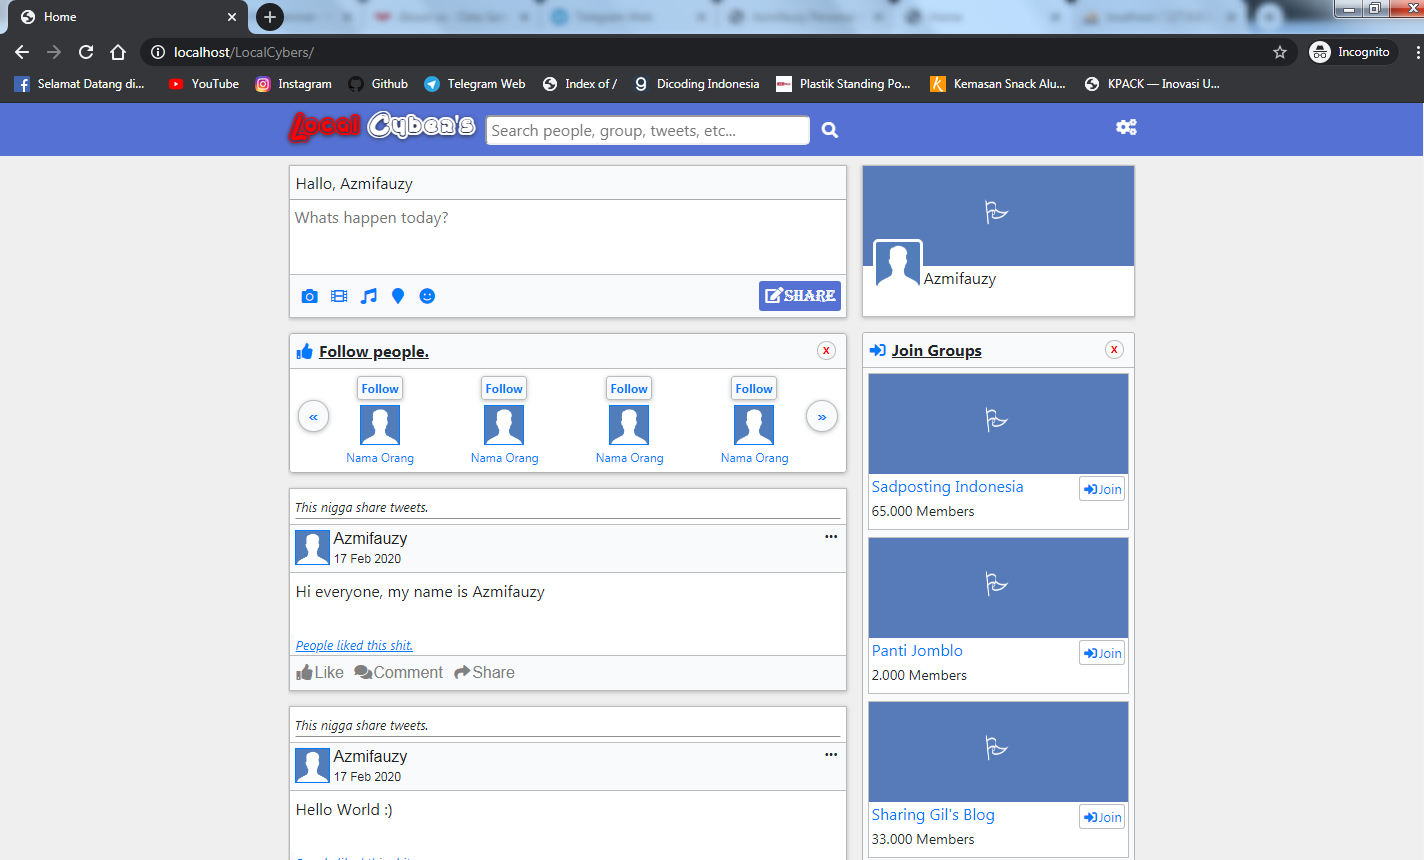 Home
localhost/LocalCybers/
Incognito
Selamat Datang di...
YouTube
Instagram
Github
Telegram Web
Index of /
Dicoding Indonesia
Plastik Standing Po...
Kemasan Snack Alu...
KPACK — Inovasi U...
Local Cyber's
Search people, group, tweets, etc...
Hallo, Azmifauzy
Whats happen today?
SHARE
Azmifauzy
Follow people.
X
Follow
Follow
Follow
Follow
«
»
Nama Orang
Nama Orang
Nama Orang
Nama Orang
Join Groups
X
Sadposting Indonesia
Join
65.000 Members
Panti Jomblo
Join
2.000 Members
Sharing Gil's Blog
Join
33.000 Members
This nigga share tweets.
Azmifauzy
17 Feb 2020
Hi everyone, my name is Azmifauzy
People liked this shit.
Like Comment Share
This nigga share tweets.
Azmifauzy
17 Feb 2020
Hello World :)